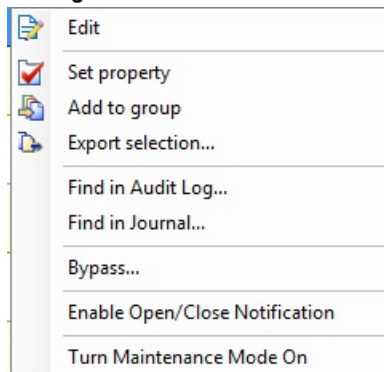 Edit
Set property
Add to group
Export selection...
Find in Audit Log...
Find in Journal...
Bypass...
Enable Open/Close Notification
Turn Maintenance Mode On